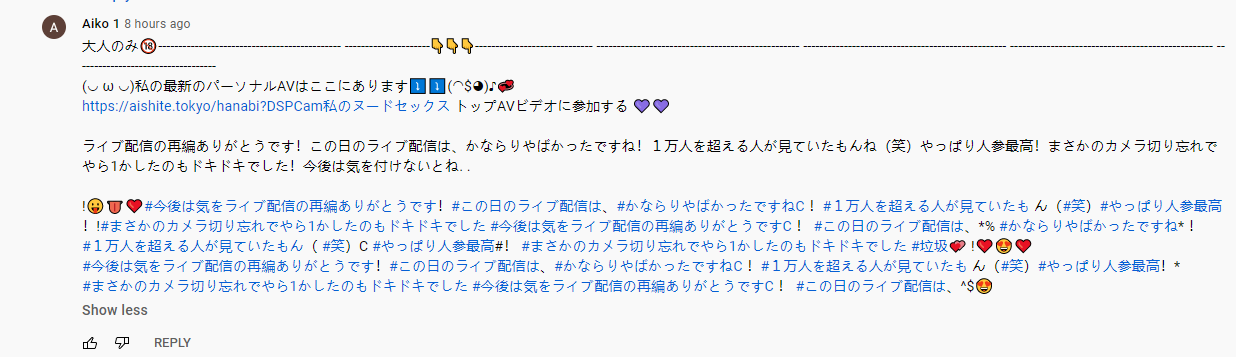 A
Aiko 1 8 hours ago
大人のみ🔞------------------------------------------- --------------------👇👇👇---------------------------- ------------------------------------------------ ------------------------------------------------ ------------------------------------------------ --
--------------------------------
(◡ ω ◡)私の最新のパーソナルAVはここにあります⤵️⤵️(◠$◕)♪💋
https://aishite.tokyo/hanabi?DSPCam私のヌードセックス トップAVビデオに参加する 💜💜
ライブ配信の再編ありがとうです！この日のライブ配信は、かならりやばかったですね！１万人を超える人が見ていたもんね（笑）やっぱり人参最高！まさかのカメラ切り忘れで
やら1かしたのもドキドキでした！今後は気を付けないとね. .
!😛👅❤️#今後は気をライブ配信の再編ありがとうです！#この日のライブ配信は、#かならりやばかったですねC！ #１万人を超える人が見ていたも ん（#笑）#やっぱり人参最高
！!#まさかのカメラ切り忘れでやら1かしたのもドキドキでした #今後は気をライブ配信の再編ありがとうですC！ #この日のライブ配信は、*% #かならりやばかったですね*！
#１万人を超える人が見ていたもん（ #笑）C #やっぱり人参最高#！ #まさかのカメラ切り忘れでやら1かしたのもドキドキでした #垃圾💘 !❤️🤩❤️
#今後は気をライブ配信の再編ありがとうです！#この日のライブ配信は、#かならりやばかったですねC！ #１万人を超える人が見ていたも ん（#笑）#やっぱり人参最高！*
#まさかのカメラ切り忘れでやら1かしたのもドキドキでした #今後は気をライブ配信の再編ありがとうですC！ #この日のライブ配信は、^$🤩
Show less
REPLY